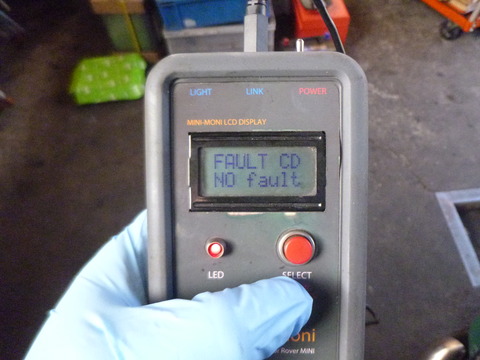 LIGHT LINK POWER
MINI-MONI LCD DISPLAY
FAULT CD
NO fault
LED SELECT
Rover MINI